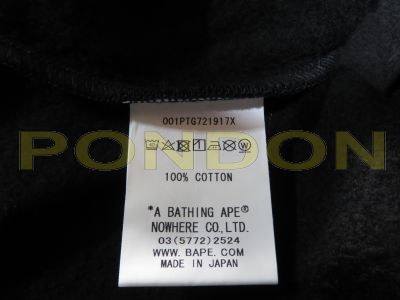 001PTG721917X
PONDON
100% COTTON
*A BATHING APE®
NOWHERE CO,LTD.
03(5772)2524
WWW.BAPE.COM
MADE IN JAPAN